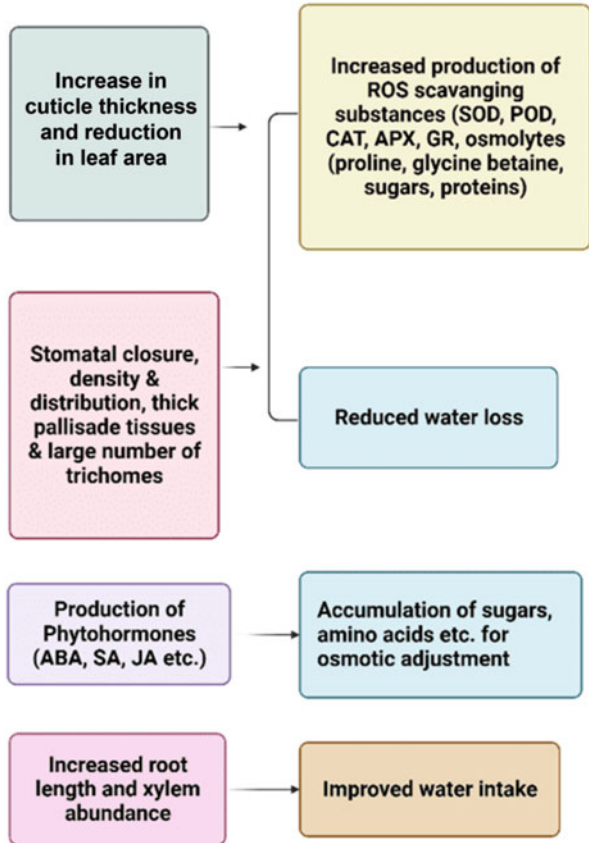 Increase in
cuticle thickness
and reduction
in leaf area
Increased production of
ROS scavanging
substances (SOD, POD,
CAT, APX, GR, osmolytes
(proline, glycine betaine,
sugars, proteins)
Stomatal closure,
density &
distribution, thick
pallisade tissues
& large number of
trichomes
Reduced water loss
Production of
Phytohormones
(ABA, SA, JA etc.)
Accumulation of sugars,
amino acids etc. for
osmotic adjustment
Increased root
length and xylem
abundance
Improved water intake